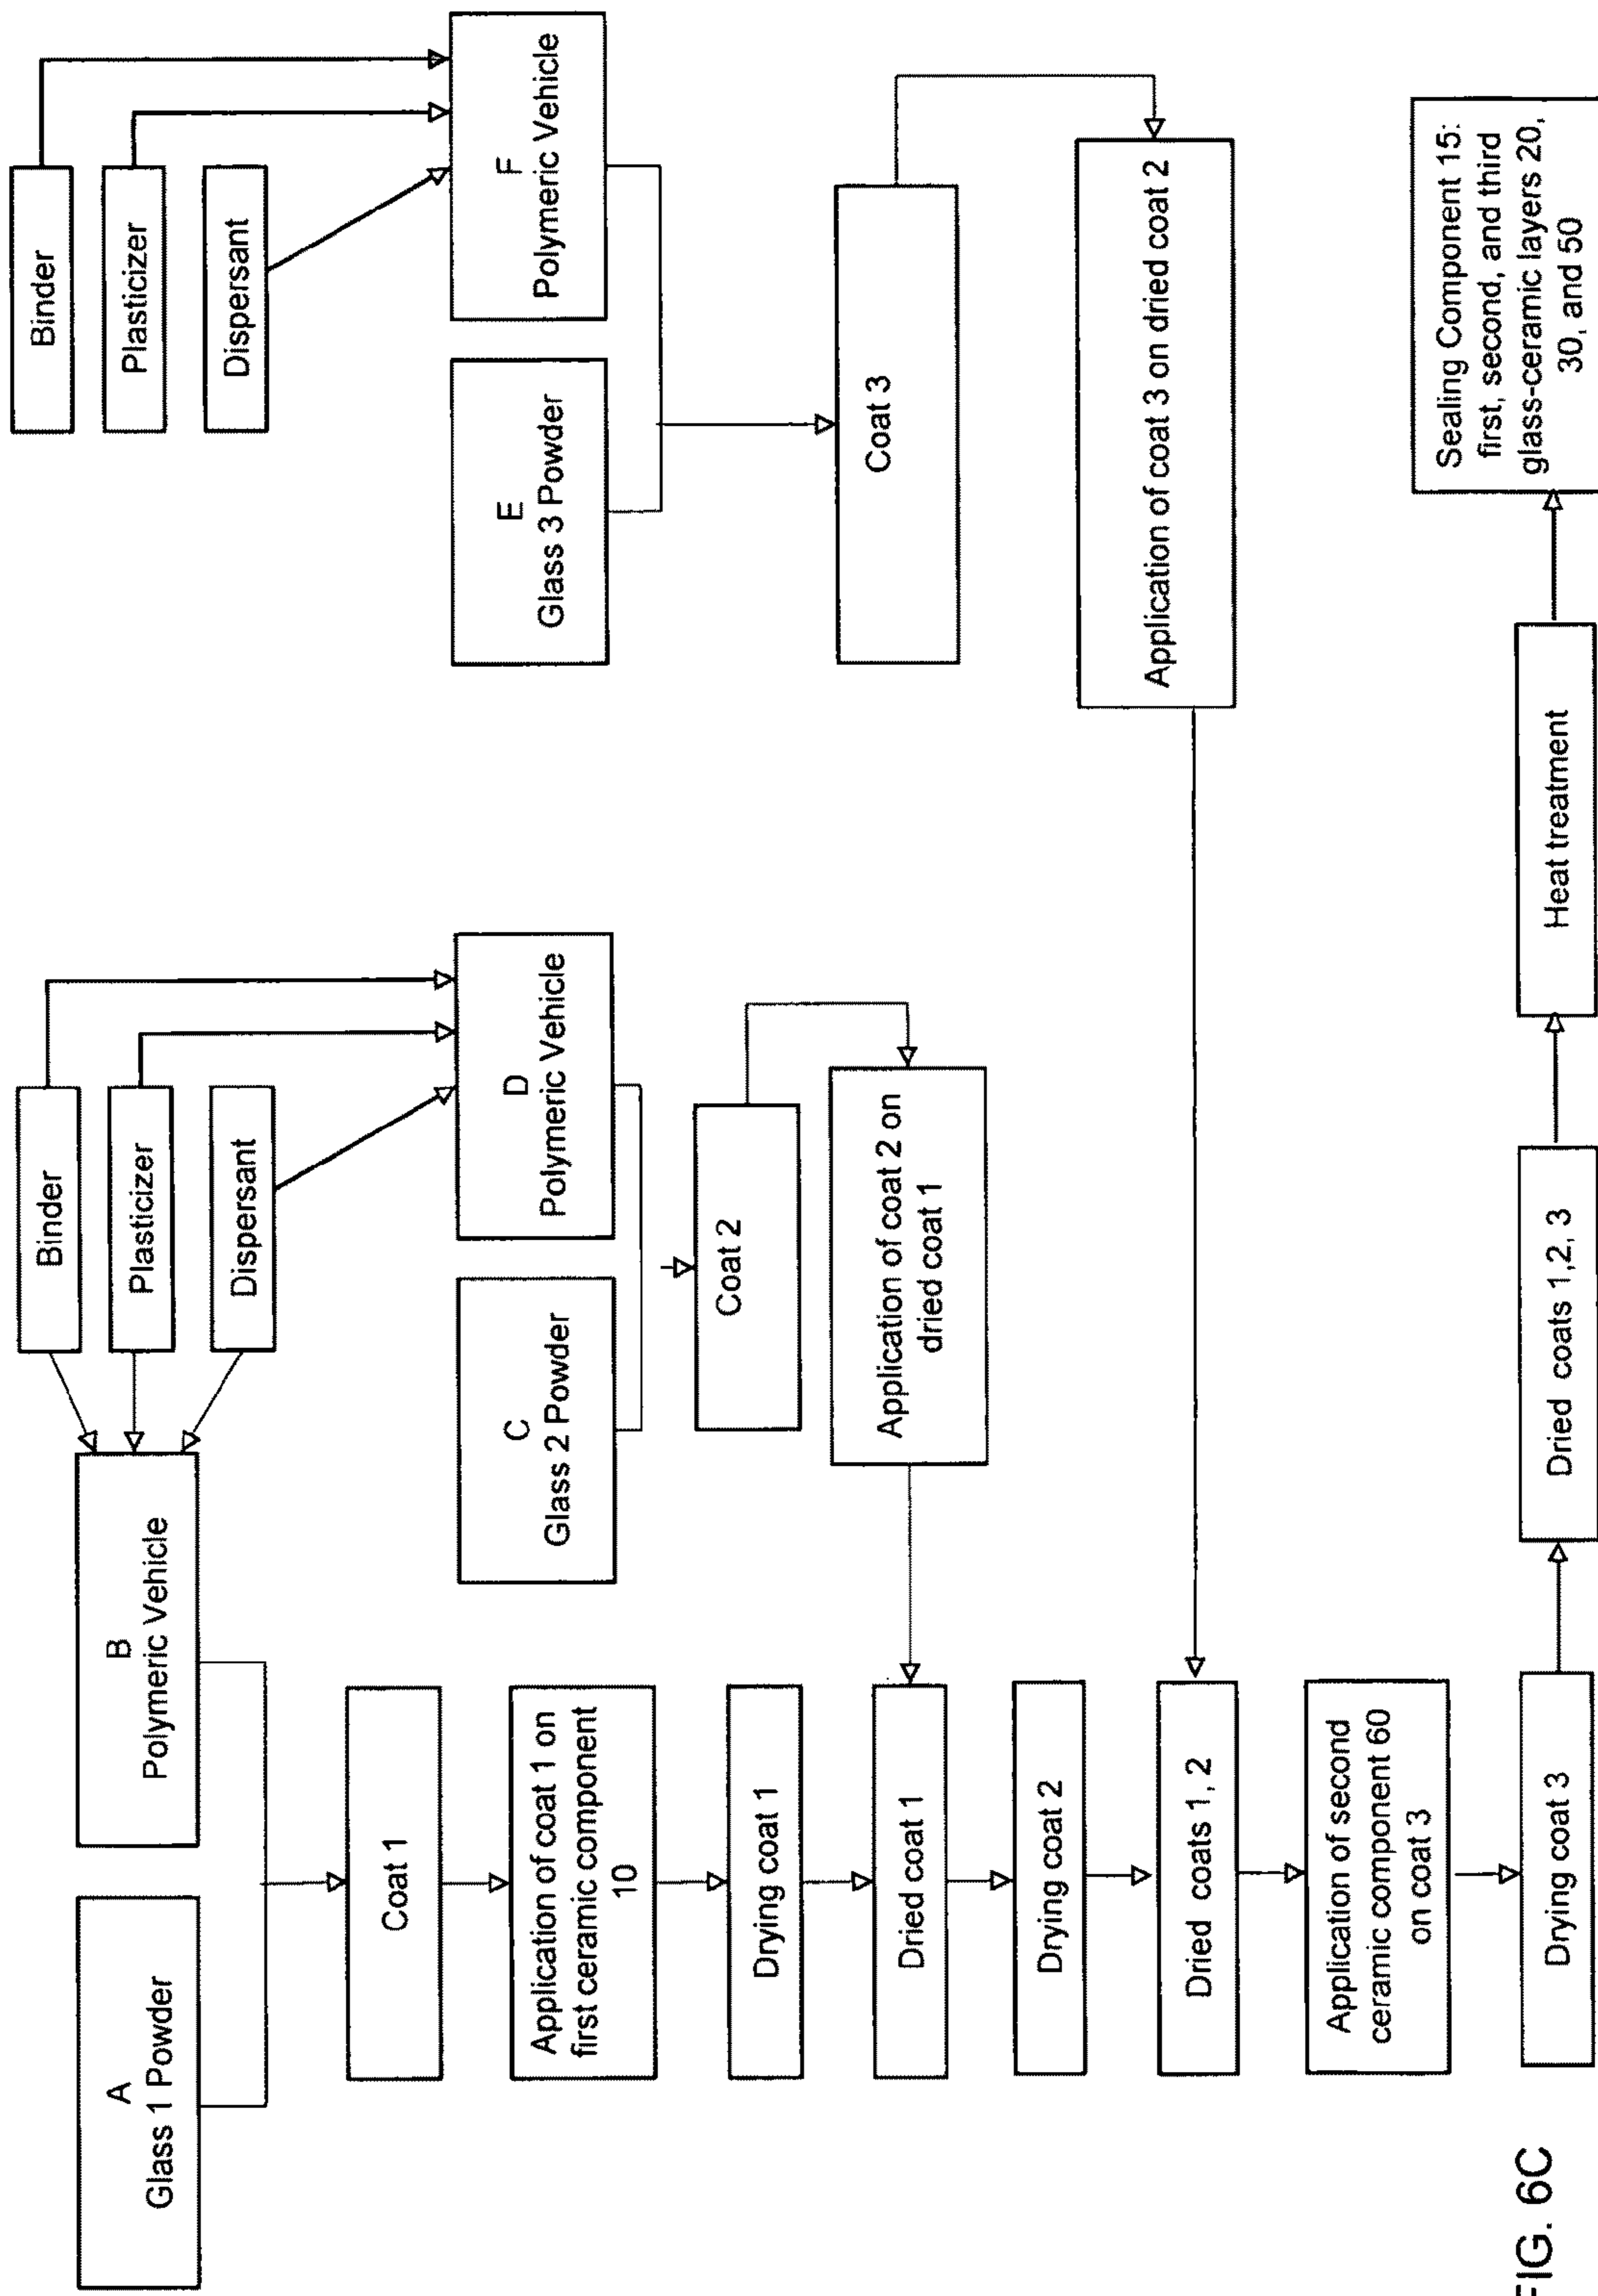 A
Glass 1 Powder
B
Polymeric Vehicle
Binder
Plasticizer
Dispersant
Binder
Plasticizer
Dispersant
C
Glass 2 Powder
D
Polymeric Vehicle
E
Glass 3 Powder
F
Polymeric Vehicle
Coat 1
Application of coat 1 on
first ceramic component
10
Coat 2
Coat 3
Drying coat 1
Application of coat 2 on
dried coat 1
Dried coat 1
Drying coat 2
Application of coat 3 on dried coat 2
Dried coats 1, 2
Application of second
ceramic component 60
on coat 3
Drying coat 3
Dried coats 1,2, 3
Heat treatment
Sealing Component 15:
first, second, and third
glass-ceramic layers 20,
30, and 50
FIG. 6C